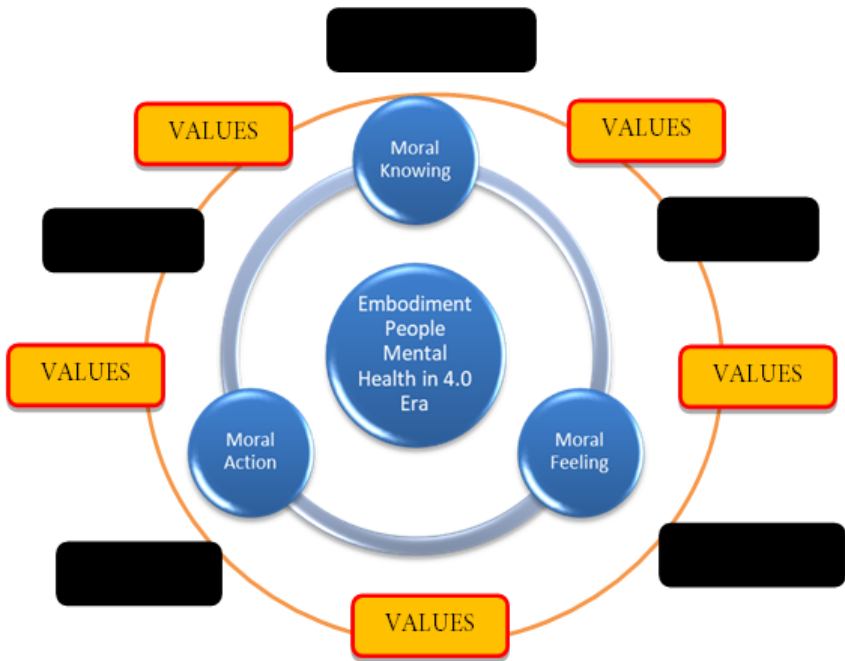 VALUES
VALUES
Moral
Knowing
Embodiment
People
Mental
Health in 4.0
Era
VALUES
VALUES
Moral
Action
Moral
Feeling
VALUES